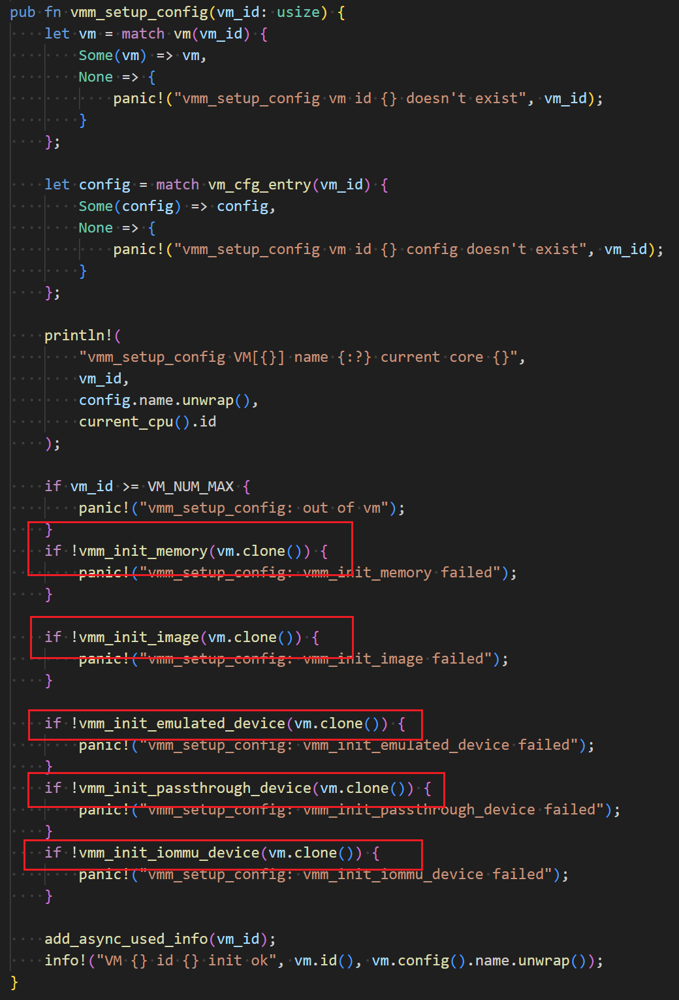 pub fn vmm_setup_config(vm_id: usize) {
    let vm = match vm(vm_id) {
        Some(vm) => vm,
        None => {
            panic!("vmm_setup_config vm id {} doesn't exist", vm_id);
        }
    };

    let config = match vm_cfg_entry(vm_id) {
        Some(config) => config,
        None => {
            panic!("vmm_setup_config vm id {} config doesn't exist", vm_id);
        }
    };

    println!(
        "vmm_setup_config VM[{}] name {:?} current core {}",
        vm_id,
        config.name.unwrap(),
        current_cpu().id
    );

    if vm_id >= VM_NUM_MAX {
        panic!("vmm_setup_config: out of vm");
    }
    if !vmm_init_memory(vm.clone()) {
        panic!("vmm_setup_config: vmm_init_memory failed");
    }

    if !vmm_init_image(vm.clone()) {
        panic!("vmm_setup_config: vmm_init_image failed");
    }

    if !vmm_init_emulated_device(vm.clone()) {
        panic!("vmm_setup_config: vmm_init_emulated_device failed");
    }
    if !vmm_init_passthrough_device(vm.clone()) {
        panic!("vmm_setup_config: vmm_init_passthrough_device failed");
    }
    if !vmm_init_iommu_device(vm.clone()) {
        panic!("vmm_setup_config: vmm_init_iommu_device failed");
    }

    add_async_used_info(vm_id);
    info!("VM {} id {} init ok", vm.id(), vm.config().name.unwrap());
}